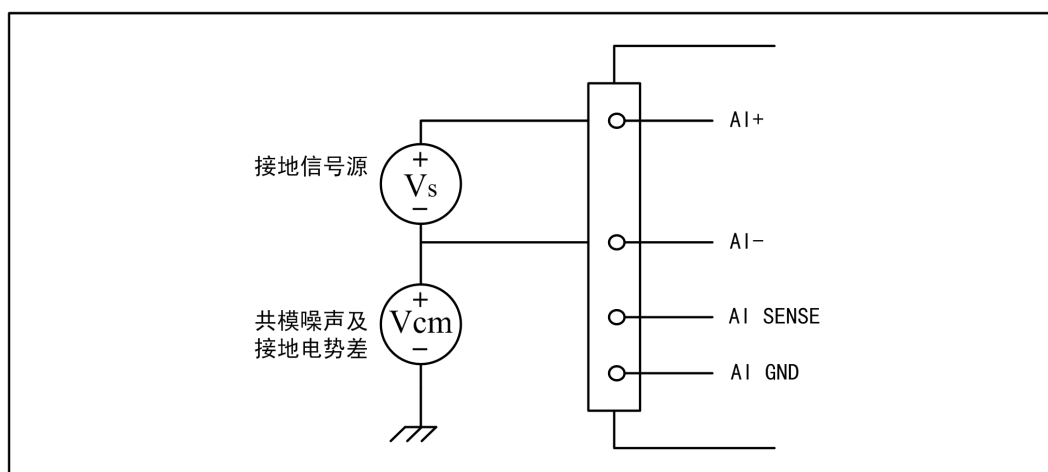 AI+
接地信号源
+
Vs
−
AI−
共模噪声及
接地电势差
+
Vcm
−
AI SENSE
AI GND